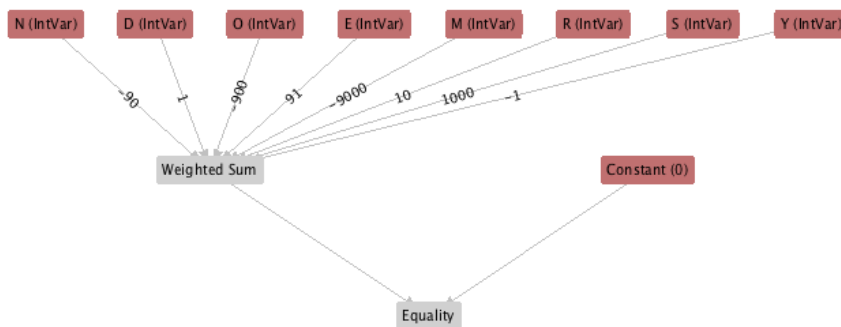 N (IntVar)
D (IntVar)
O (IntVar)
E (IntVar)
M (IntVar)
R (IntVar)
S (IntVar)
Y (IntVar)
-90
1
-900
91
-9000
10
1000
-1
Weighted Sum
Constant (0)
Equality